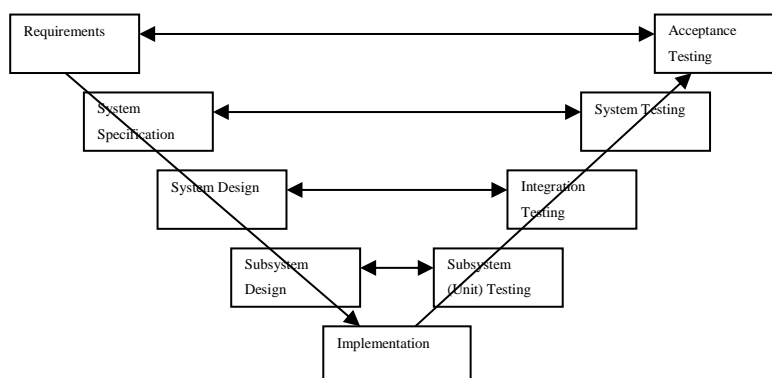 Requirements
Acceptance
Testing
System
Specification
System Testing
System Design
Integration
Testing
Subsystem
Design
Subsystem
(Unit) Testing
Implementation